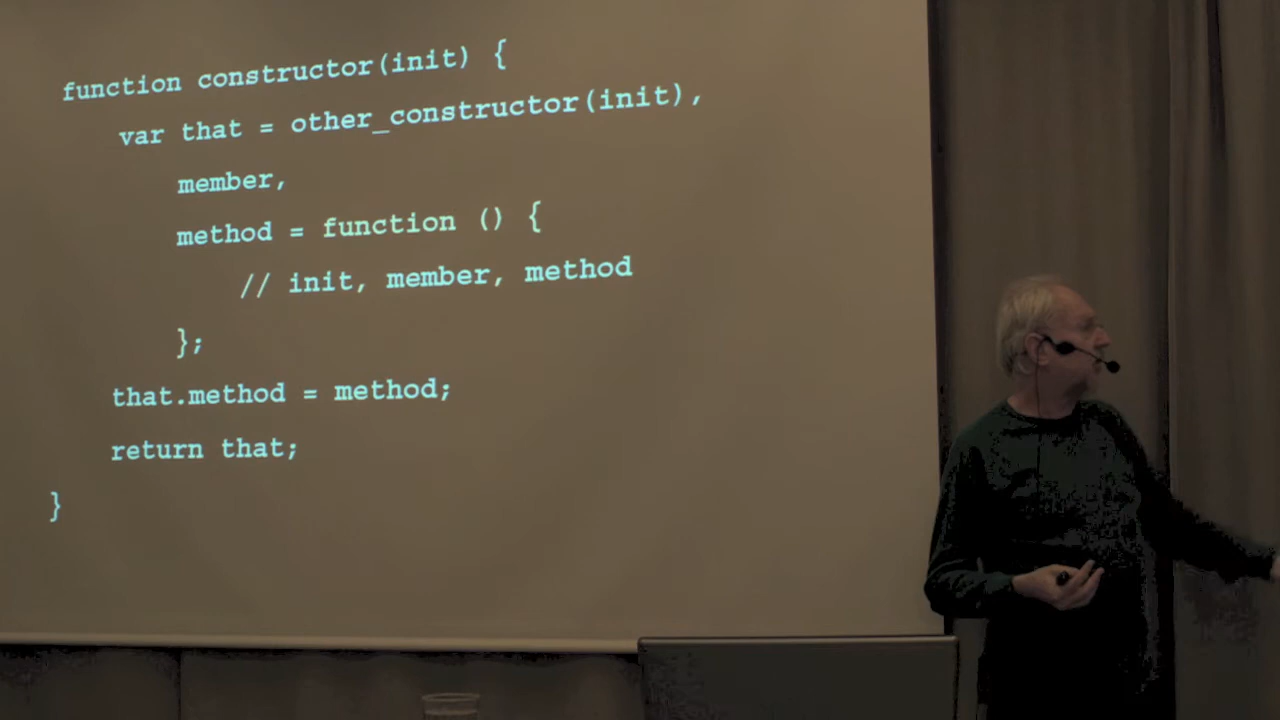 function constructor(init) {
var that = other_constructor(init),
member,
method = function () {
// init, member, method
};
that.method = method;
return that;
}